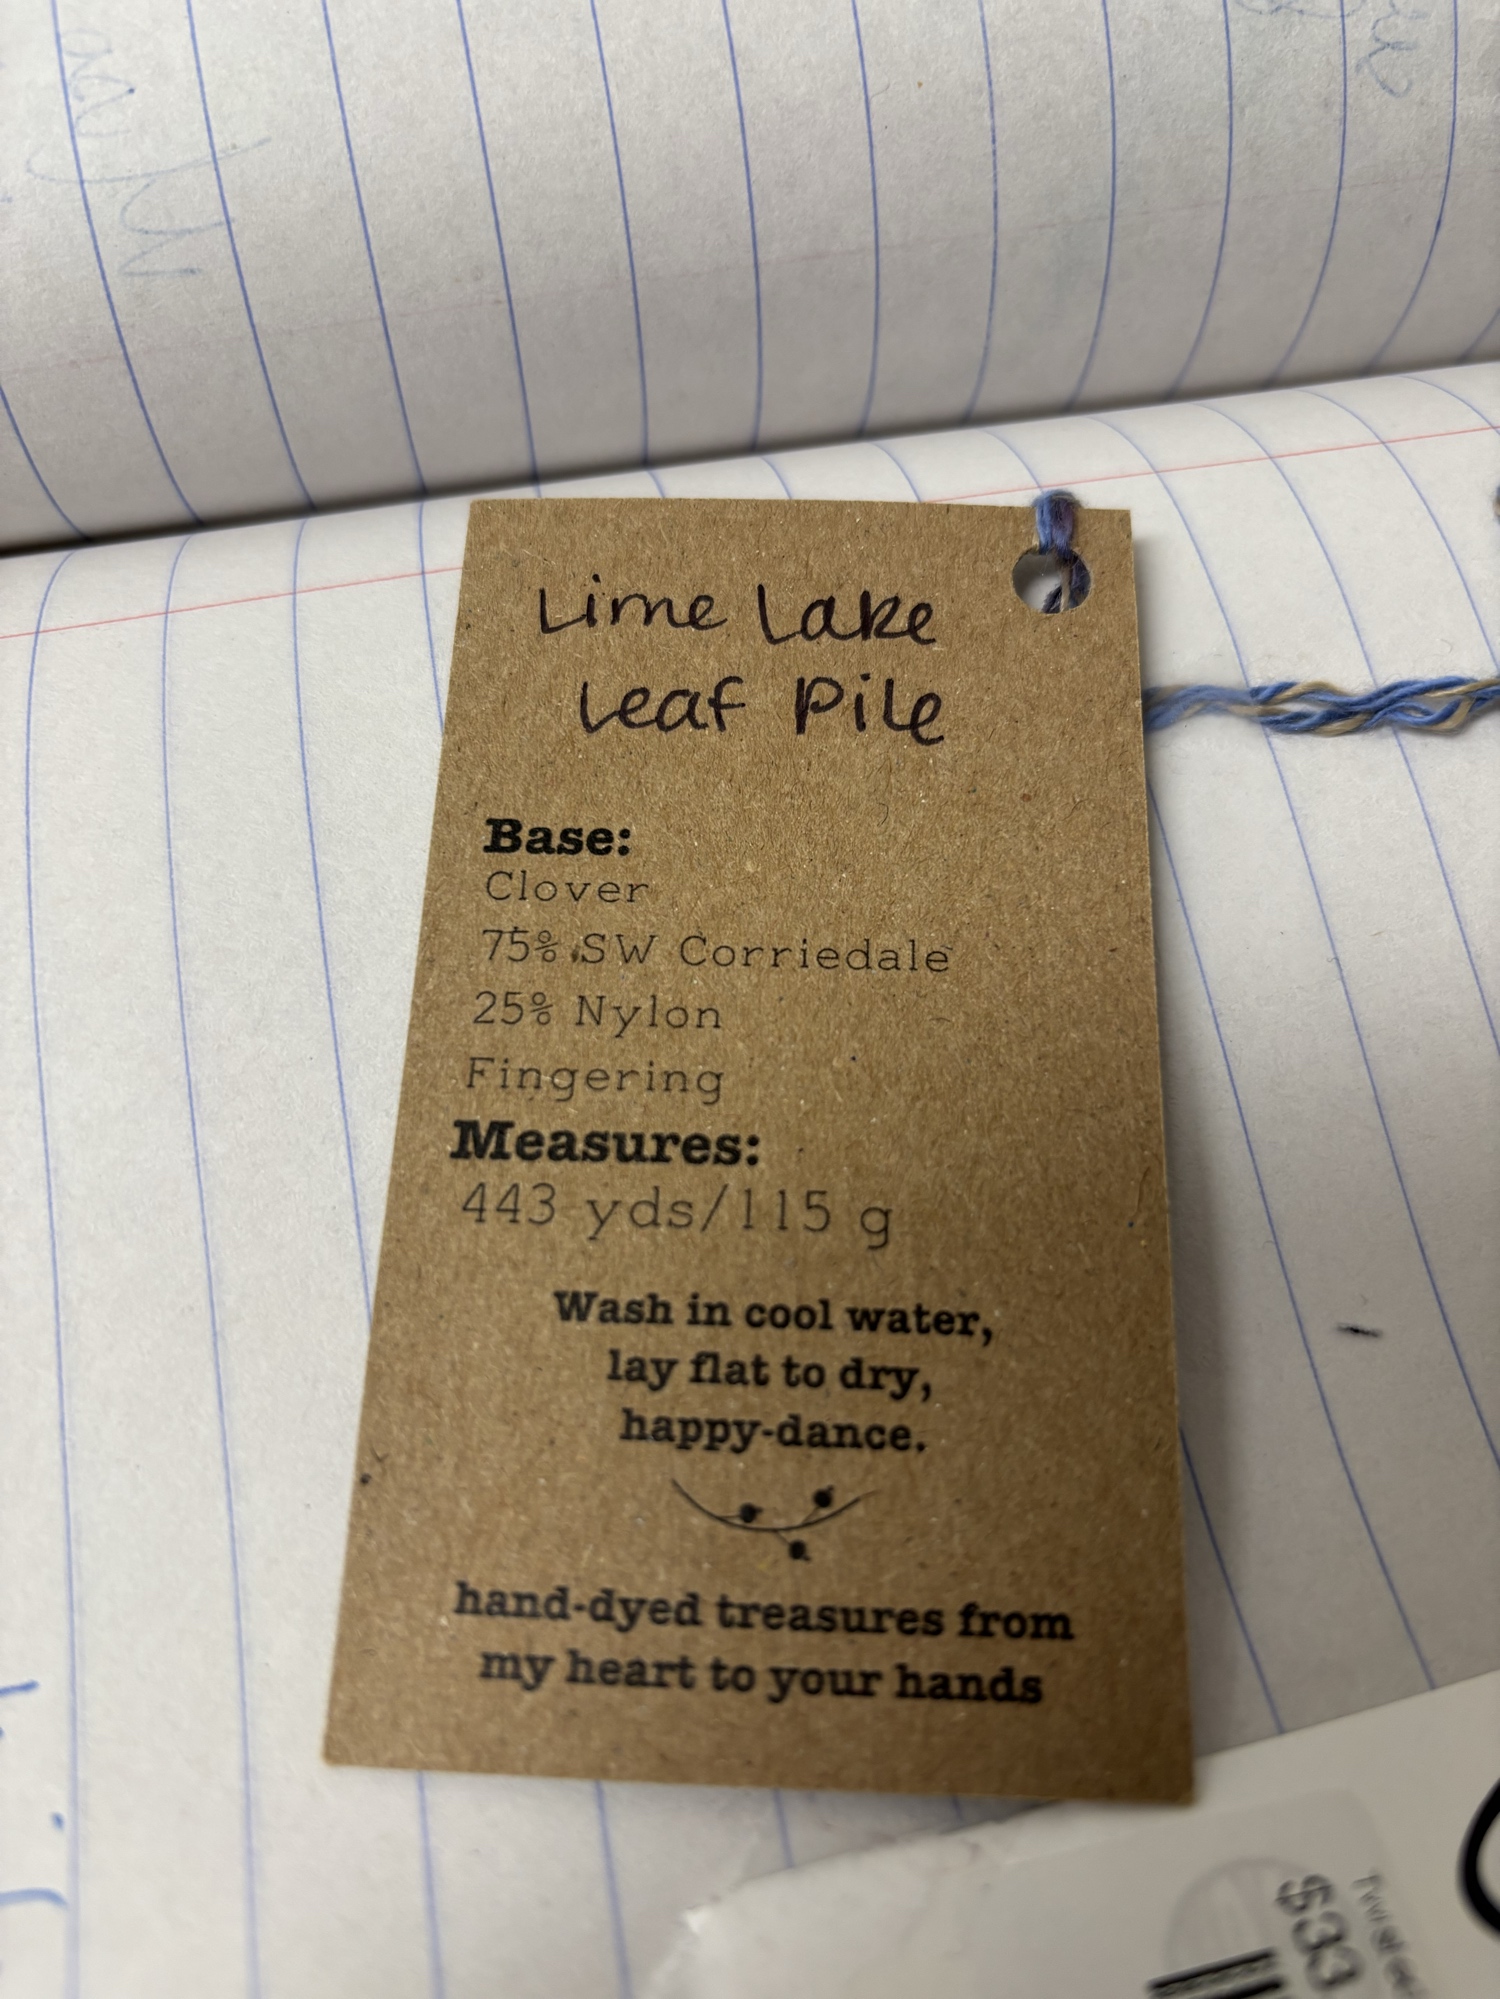 Lime Lake
Leaf Pile
Base:
Clover
75% SW Corriedale
25% Nylon
Fingering
Measures:
443 yds/115 g
Wash in cool water,
lay flat to dry,
happy-dance.
hand-dyed treasures from
my heart to your hands
$33